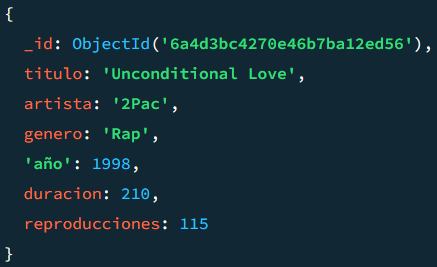 {
_id: ObjectId('6a4d3bc4270e46b7ba12ed56'),
titulo: 'Unconditional Love',
artista: '2Pac',
genero: 'Rap',
'año': 1998,
duracion: 210,
reproducciones: 115
}